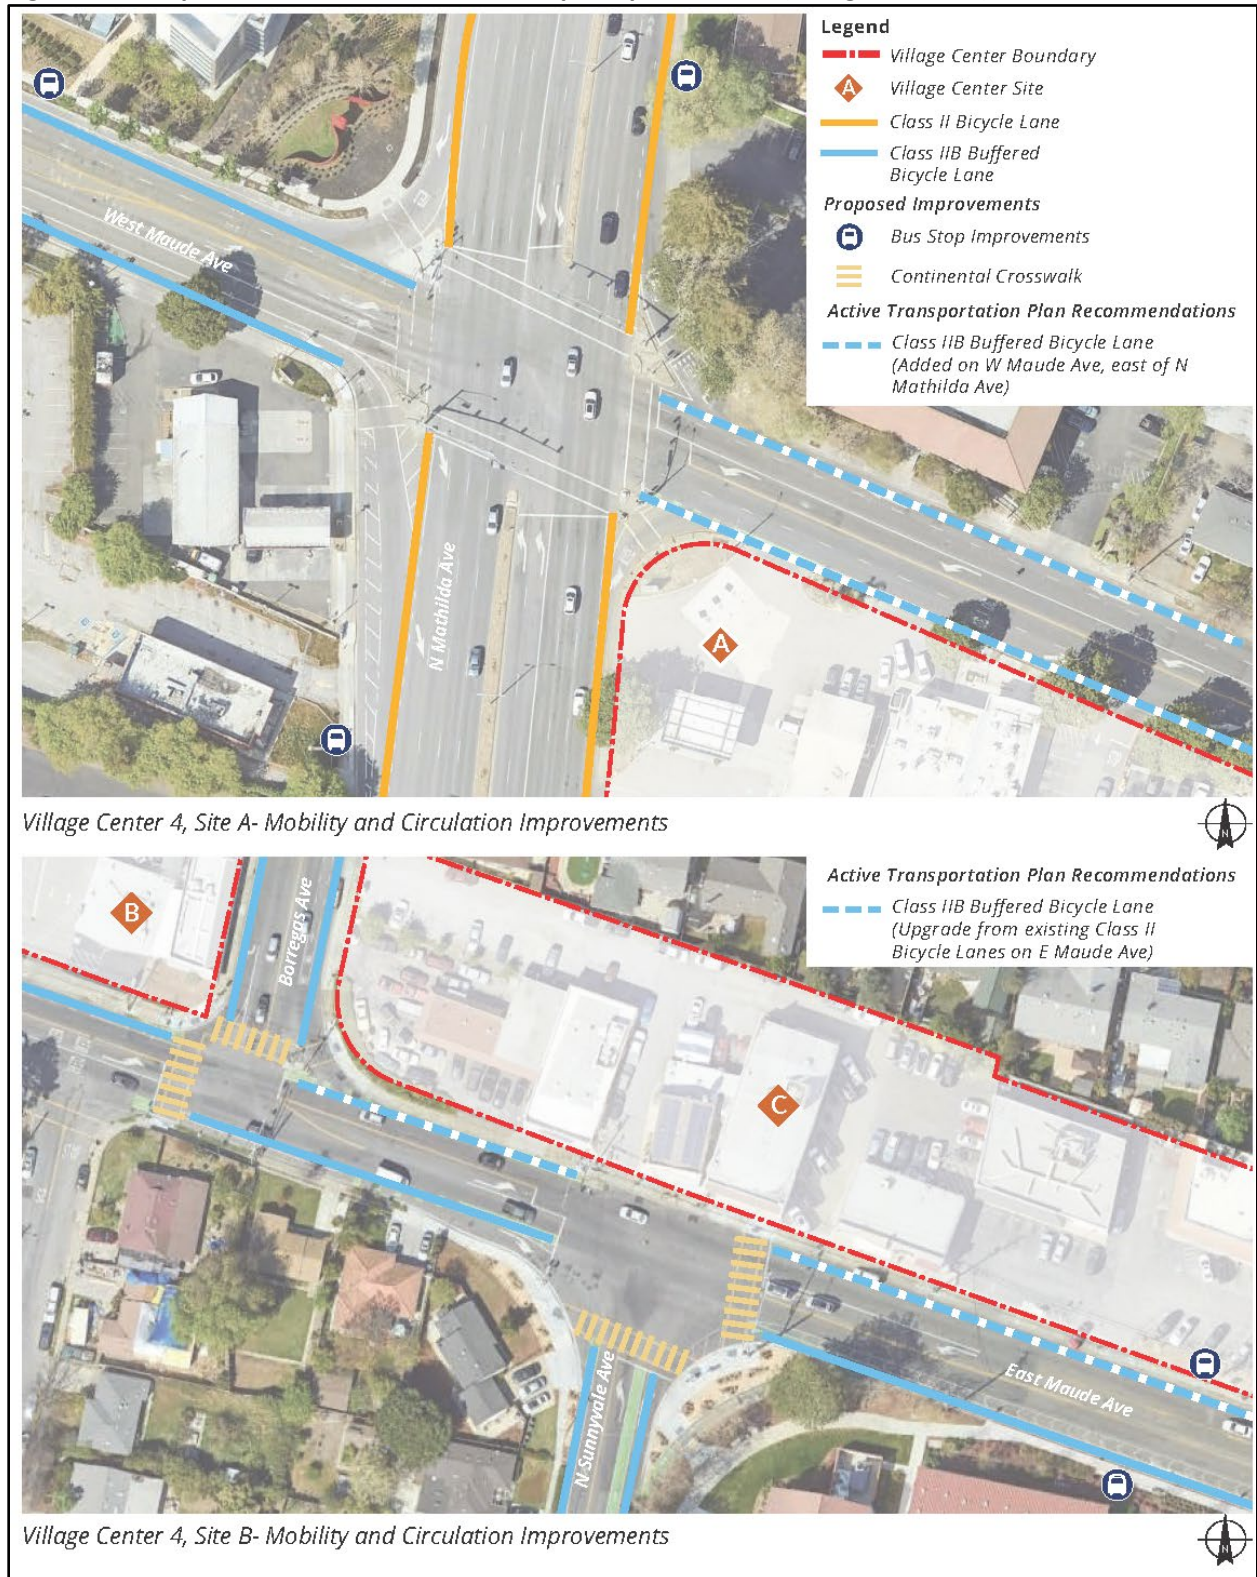 Legend
Village Center Boundary
A
Village Center Site
Class II Bicycle Lane
Class IIB Buffered
Bicycle Lane
Proposed Improvements
Bus Stop Improvements
Continental Crosswalk
Active Transportation Plan Recommendations
Class IIB Buffered Bicycle Lane
(Added on W Maude Ave, east of N
Mathilda Ave)
West Maude Ave
N Mathilda Ave
A
Village Center 4, Site A- Mobility and Circulation Improvements
N
Active Transportation Plan Recommendations
Class IIB Buffered Bicycle Lane
(Upgrade from existing Class II
Bicycle Lanes on E Maude Ave)
B
Borregas Ave
C
East Maude Ave
N Sunnyvale Ave
Village Center 4, Site B- Mobility and Circulation Improvements
N